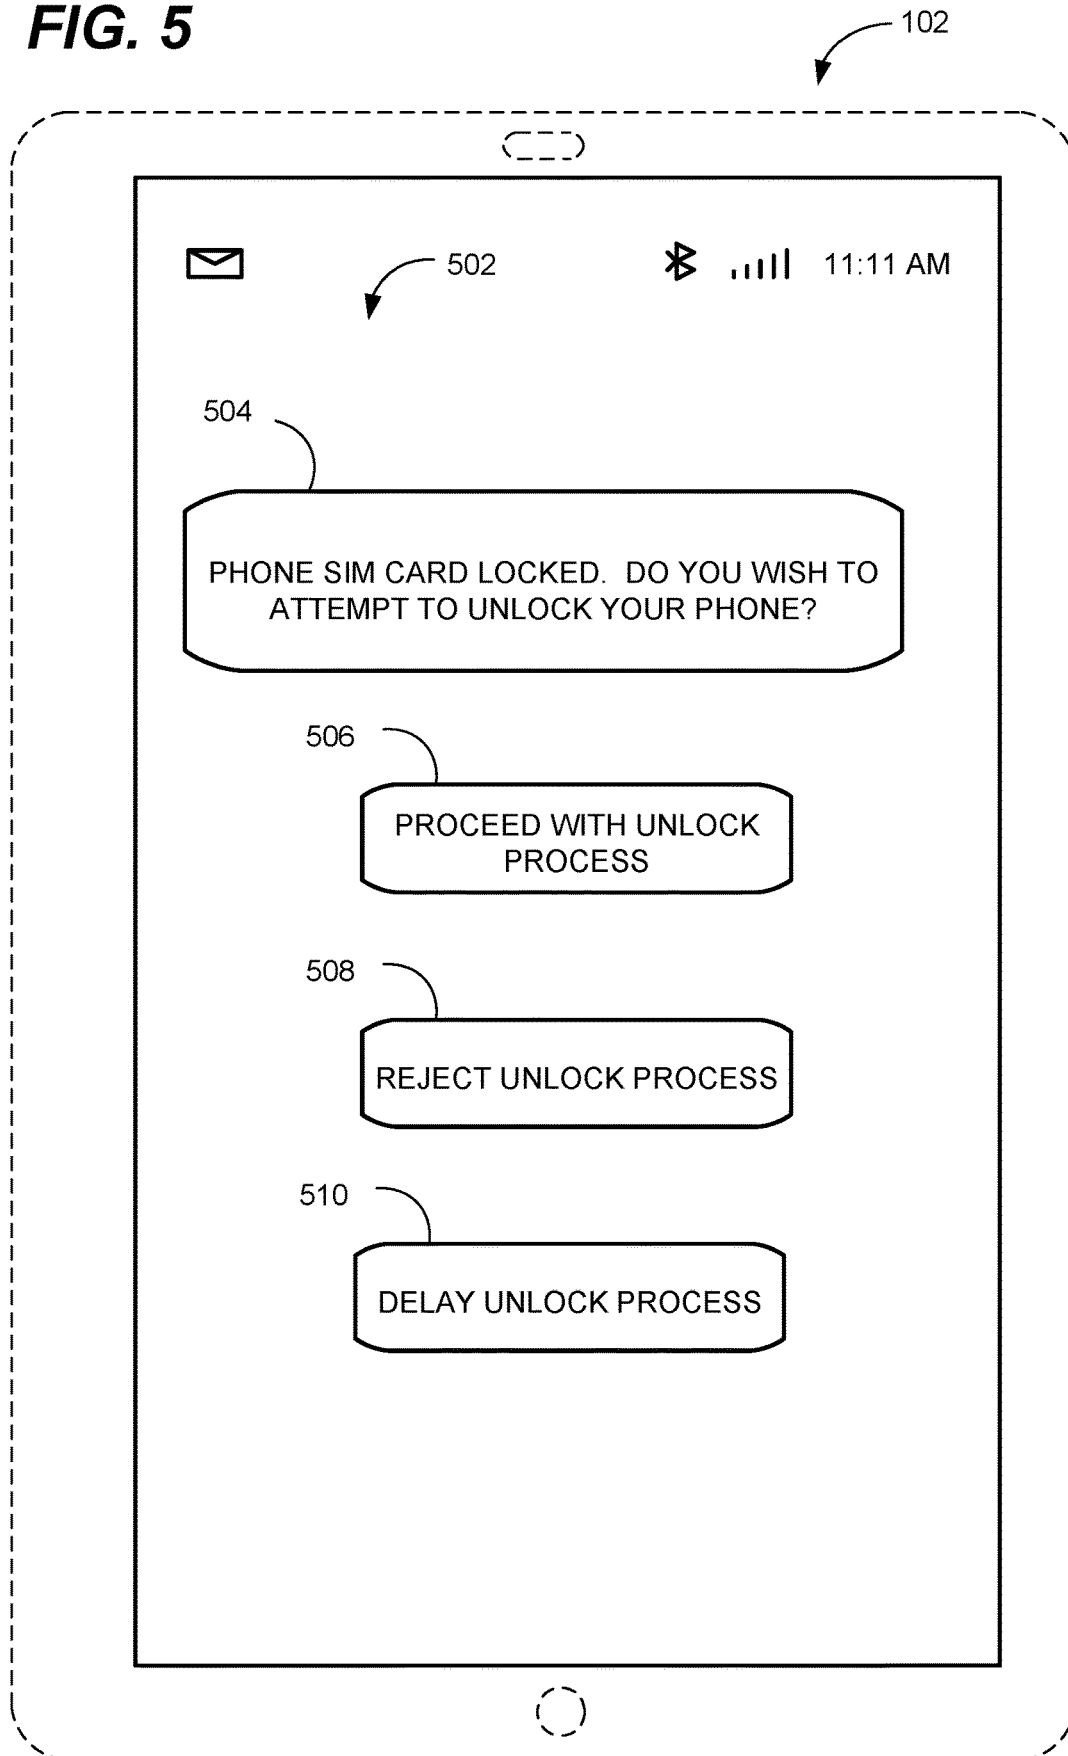 FIG. 5
102
502
11:11 AM
504
PHONE SIM CARD LOCKED.  DO YOU WISH TO
ATTEMPT TO UNLOCK YOUR PHONE?
506
PROCEED WITH UNLOCK
PROCESS
508
REJECT UNLOCK PROCESS
510
DELAY UNLOCK PROCESS